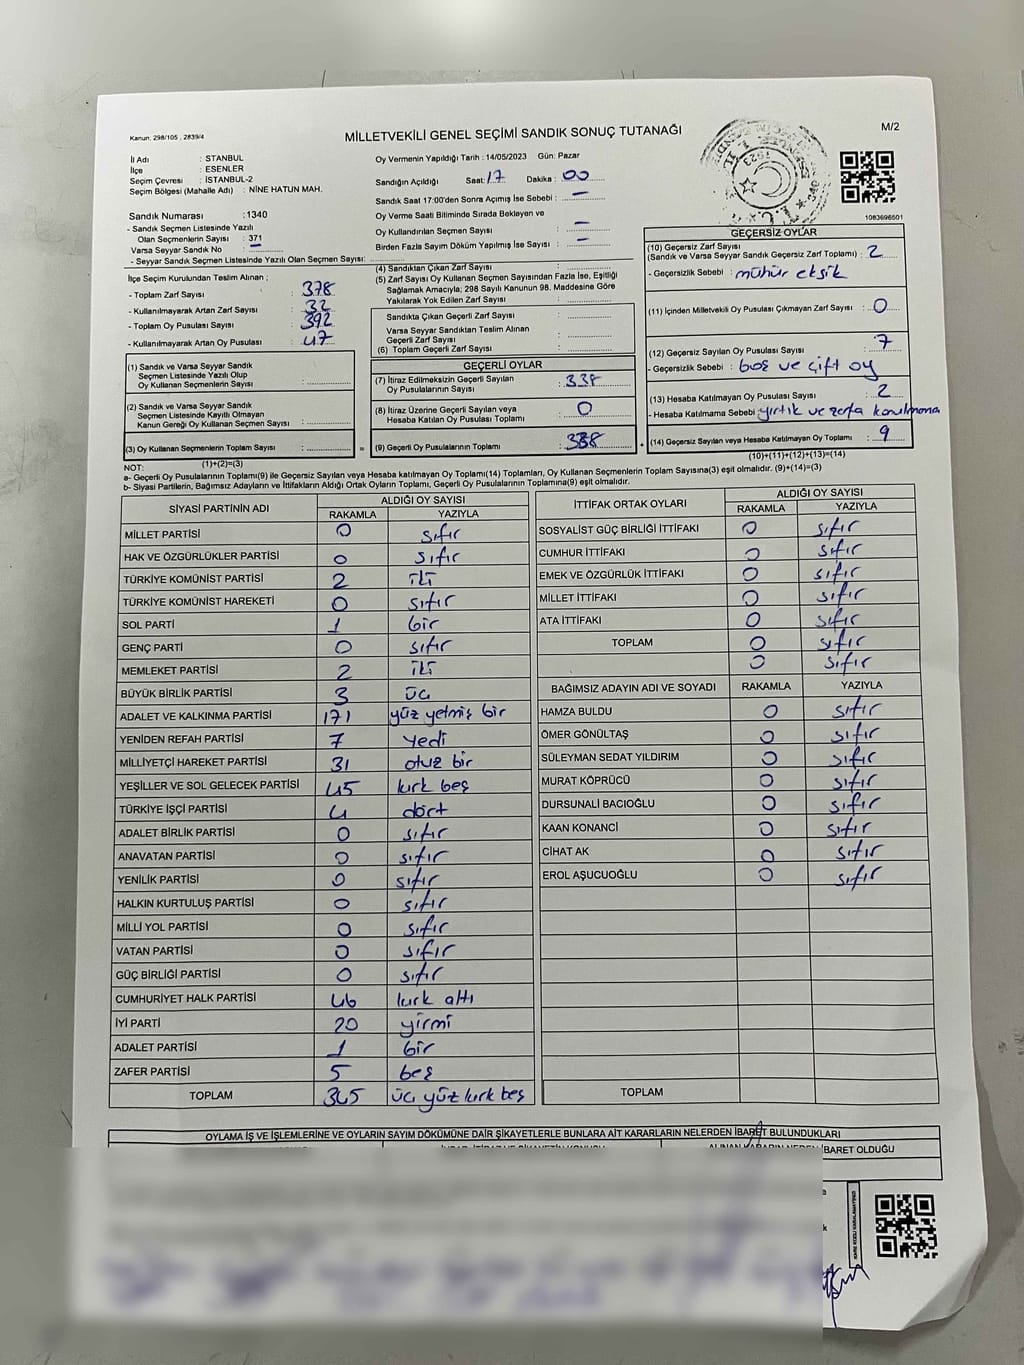 Kanun: 298/105 , 2839/4
MİLLETVEKİLİ GENEL SEÇİMİ SANDIK SONUÇ TUTANAĞI
M/2
İl Adı : STANBUL
İlçe : ESENLER
Seçim Çevresi : İSTANBUL-2
Seçim Bölgesi (Mahalle Adı) : NİNE HATUN MAH.
Sandık Numarası : 1340
- Sandık Seçmen Listesinde Yazılı
Olan Seçmenlerin Sayısı : 371
Varsa Seyyar Sandık No : –
- Seyyar Sandık Seçmen Listesinde Yazılı Olan Seçmen Sayısı:
Oy Vermenin Yapıldığı Tarih : 14/05/2023 Gün: Pazar
Sandığın Açıldığı Saat: 17 Dakika : 00
Sandık Saat 17:00'den Sonra Açımış İse Sebebi : –
Oy Verme Saati Bitiminde Sırada Bekleyen ve
Oy Kullandırılan Seçmen Sayısı : –
Birden Fazla Sayım Döküm Yapılmış İse Sayısı : –
1083696501
İlçe Seçim Kurulundan Teslim Alınan ;
- Toplam Zarf Sayısı : 378
- Kullanılmayarak Artan Zarf Sayısı : 32
- Toplam Oy Pusulası Sayısı : 392
- Kullanılmayarak Artan Oy Pusulası : 47
(4) Sandıktan Çıkan Zarf Sayısı :
(5) Zarf Sayısı Oy Kullanan Seçmen Sayısından Fazla İse, Eşitliği
Sağlamak Amacıyla; 298 Sayılı Kanunun 98. Maddesine Göre
Yakılarak Yok Edilen Zarf Sayısı :
Sandıkta Çıkan Geçerli Zarf Sayısı :
Varsa Seyyar Sandıktan Teslim Alınan
Geçerli Zarf Sayısı :
(6) Toplam Geçerli Zarf Sayısı :
GEÇERSİZ OYLAR
(10) Geçersiz Zarf Sayısı
(Sandık ve Varsa Seyyar Sandık Geçersiz Zarf Toplamı) : 2
- Geçersizlik Sebebi : mühür eksik
(11) İçinden Milletvekili Oy Pusulası Çıkmayan Zarf Sayısı : 0
(12) Geçersiz Sayılan Oy Pusulası Sayısı : 7
- Geçersizlik Sebebi : boş ve çift oy
(13) Hesaba Katılmayan Oy Pusulası Sayısı : 2
- Hesaba Katılmama Sebebi : yırtık ve zarfa konulmama
(14) Geçersiz Sayılan veya Hesaba Katılmayan Oy Toplamı : 9
(10)+(11)+(12)+(13)=(14)
(1) Sandık ve Varsa Seyyar Sandık
Seçmen Listesinde Yazılı Olup
Oy Kullanan Seçmenlerin Sayısı :
(2) Sandık ve Varsa Seyyar Sandık
Seçmen Listesinde Kayıtlı Olmayan
Kanun Gereği Oy Kullanan Seçmen Sayısı :
(3) Oy Kullanan Seçmenlerin Toplam Sayısı : =
(1)+(2)=(3)
GEÇERLİ OYLAR
(7) İtiraz Edilmeksizin Geçerli Sayılan
Oy Pusulalarının Sayısı : 338
(8) İtiraz Üzerine Geçerli Sayılan veya
Hesaba Katılan Oy Pusulası Toplamı : 0
(9) Geçerli Oy Pusulalarının Toplamı : 338 +
NOT:
a- Geçerli Oy Pusulalarının Toplamı(9) ile Geçersiz Sayılan veya Hesaba katılmayan Oy Toplamı(14) Toplamları, Oy Kullanan Seçmenlerin Toplam Sayısına(3) eşit olmalıdır. (9)+(14)=(3)
b- Siyasi Partilerin, Bağımsız Adayların ve İttifakların Aldığı Ortak Oyların Toplamı, Geçerli Oy Pusulalarının Toplamına(9) eşit olmalıdır.
SİYASİ PARTİNİN ADI ALDIĞI OY SAYISI
RAKAMLA YAZIYLA
MİLLET PARTİSİ 0 sıfır
HAK VE ÖZGÜRLÜKLER PARTİSİ 0 sıfır
TÜRKİYE KOMÜNİST PARTİSİ 2 iki
TÜRKİYE KOMÜNİST HAREKETİ 0 sıfır
SOL PARTİ 1 bir
GENÇ PARTİ 0 sıfır
MEMLEKET PARTİSİ 2 iki
BÜYÜK BİRLİK PARTİSİ 3 üç
ADALET VE KALKINMA PARTİSİ 171 yüz yetmiş bir
YENİDEN REFAH PARTİSİ 7 yedi
MİLLİYETÇİ HAREKET PARTİSİ 31 otuz bir
YEŞİLLER VE SOL GELECEK PARTİSİ 45 kırk beş
TÜRKİYE İŞÇİ PARTİSİ 4 dört
ADALET BİRLİK PARTİSİ 0 sıfır
ANAVATAN PARTİSİ 0 sıfır
YENİLİK PARTİSİ 0 sıfır
HALKIN KURTULUŞ PARTİSİ 0 sıfır
MİLLİ YOL PARTİSİ 0 sıfır
VATAN PARTİSİ 0 sıfır
GÜÇ BİRLİĞİ PARTİSİ 0 sıfır
CUMHURİYET HALK PARTİSİ 46 kırk altı
İYİ PARTİ 20 yirmi
ADALET PARTİSİ 1 bir
ZAFER PARTİSİ 5 beş
TOPLAM 345 üç yüz kırk beş
İTTİFAK ORTAK OYLARI ALDIĞI OY SAYISI
RAKAMLA YAZIYLA
SOSYALİST GÜÇ BİRLİĞİ İTTİFAKI 0 sıfır
CUMHUR İTTİFAKI 0 sıfır
EMEK VE ÖZGÜRLÜK İTTİFAKI 0 sıfır
MİLLET İTTİFAKI 0 sıfır
ATA İTTİFAKI 0 sıfır
TOPLAM 0 sıfır
0 sıfır
BAĞIMSIZ ADAYIN ADI VE SOYADI RAKAMLA YAZIYLA
HAMZA BULDU 0 sıfır
ÖMER GÖNÜLTAŞ 0 sıfır
SÜLEYMAN SEDAT YILDIRIM 0 sıfır
MURAT KÖPRÜCÜ 0 sıfır
DURSUNALİ BACIOĞLU 0 sıfır
KAAN KONANCİ 0 sıfır
CİHAT AK 0 sıfır
EROL AŞUCUOĞLU 0 sıfır
TOPLAM
OYLAMA İŞ VE İŞLEMLERİNE VE OYLARIN SAYIM DÖKÜMÜNE DAİR ŞİKAYETLERLE BUNLARA AİT KARARLARIN NELERDEN İBARET BULUNDUKLARI
ALINAN KARARIN NEDEN İBARET OLDUĞU